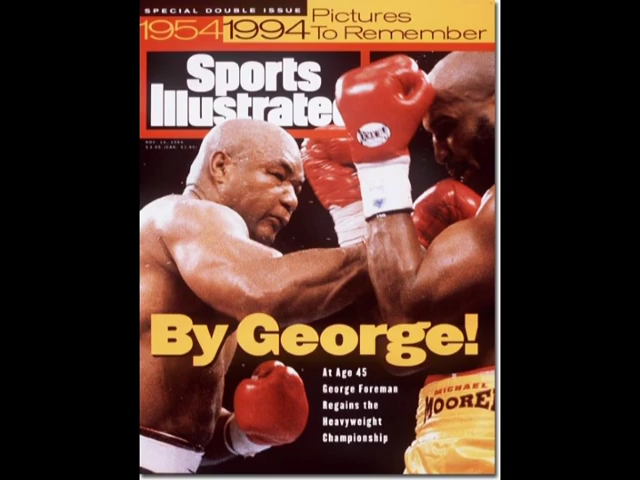 SPECIAL DOUBLE ISSUE
1954-1994 Pictures
To Remember
Sports
Illustrated
By George!
At Age 45
George Foreman
Regains the
Heavyweight
Championship
MICHAEL
MOORE